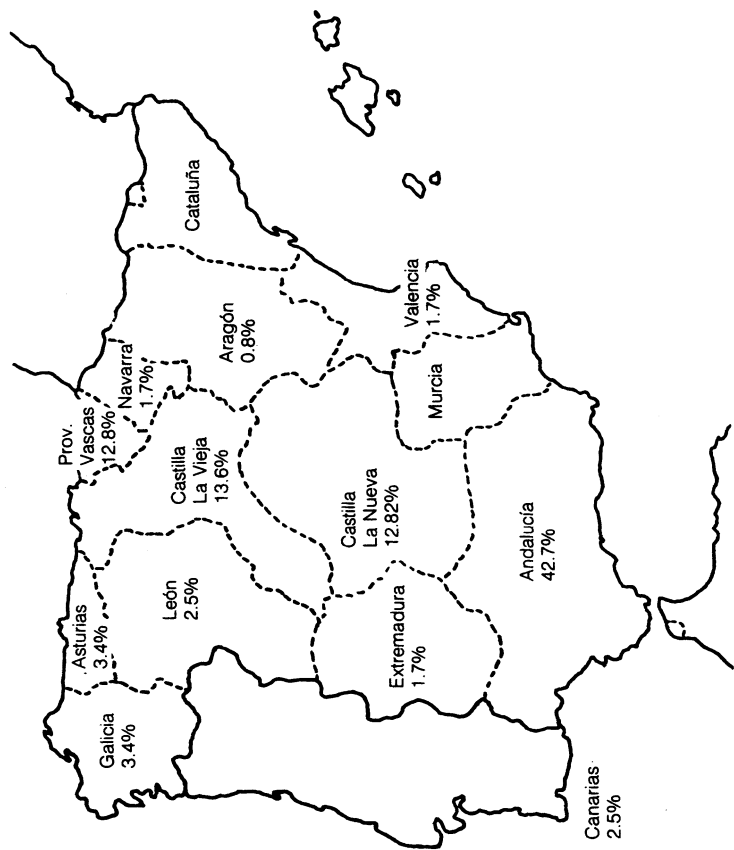 Galicia
3.4%
Asturias
3.4%
León
2.5%
Prov.
Vascas
12.8%
Navarra
1.7%
Castilla
La Vieja
13.6%
Aragón
0.8%
Cataluña
Castilla
La Nueva
12.82%
Extremadura
1.7%
Valencia
1.7%
Murcia
Andalucía
42.7%
Canarias
2.5%